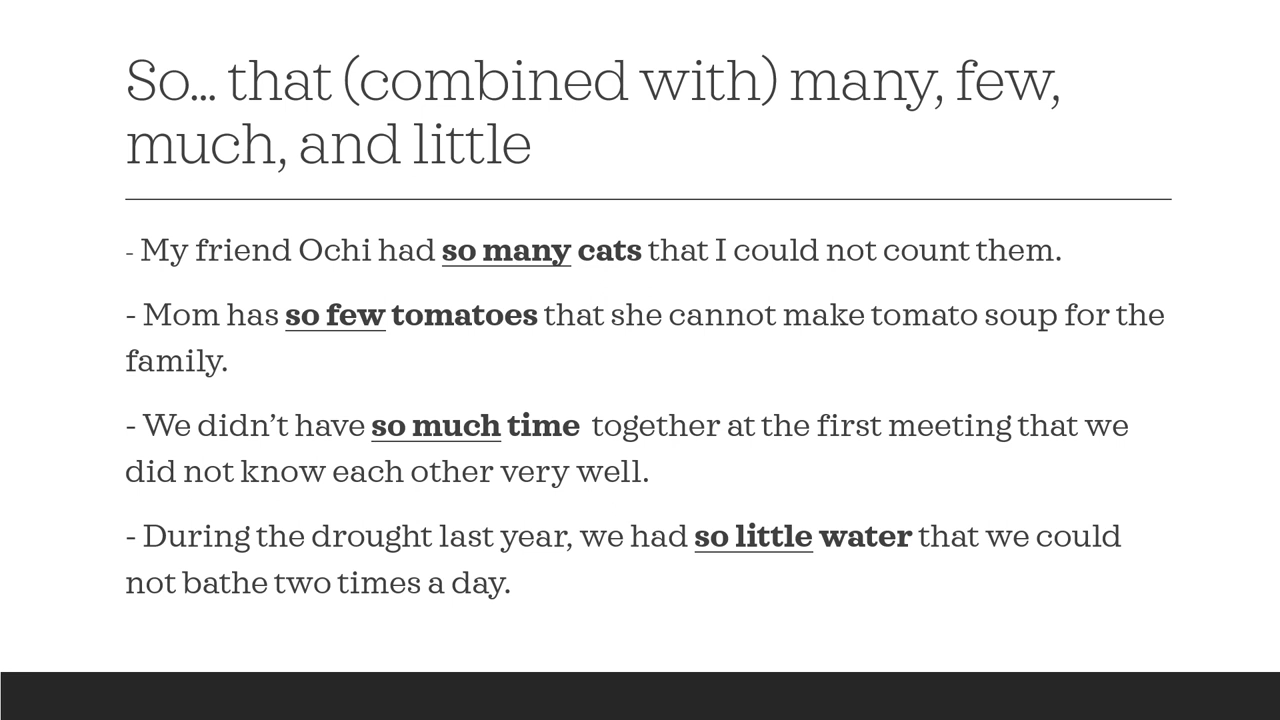 So… that (combined with) many, few,
much, and little
- My friend Ochi had so many cats that I could not count them.
- Mom has so few tomatoes that she cannot make tomato soup for the
family.
- We didn’t have so much time  together at the first meeting that we
did not know each other very well.
- During the drought last year, we had so little water that we could
not bathe two times a day.